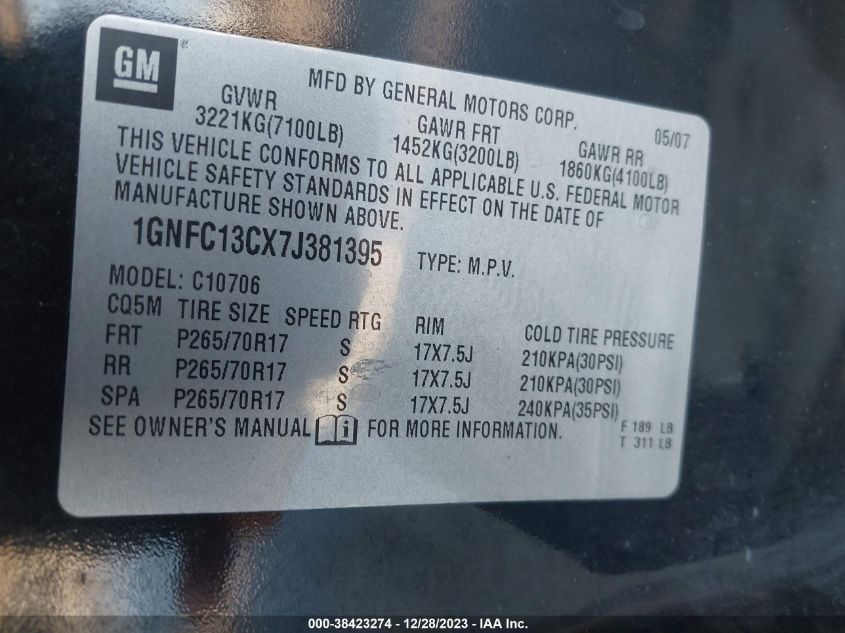 GM ®
MFD BY GENERAL MOTORS CORP. 05/07
GVWR GAWR FRT GAWR RR
3221KG(7100LB) 1452KG(3200LB) 1860KG(4100LB)
THIS VEHICLE CONFORMS TO ALL APPLICABLE U.S. FEDERAL MOTOR
VEHICLE SAFETY STANDARDS IN EFFECT ON THE DATE OF
MANUFACTURE SHOWN ABOVE.
1GNFC13CX7J381395 TYPE: M.P.V.
MODEL: C10706
CQ5M TIRE SIZE SPEED RTG RIM COLD TIRE PRESSURE
FRT P265/70R17 S 17X7.5J 210KPA(30PSI)
RR P265/70R17 S 17X7.5J 210KPA(30PSI)
SPA P265/70R17 S 17X7.5J 240KPA(35PSI)
SEE OWNER'S MANUAL i FOR MORE INFORMATION.
F 189 LB
T 311 LB
000-38423274 - 12/28/2023 - IAA Inc.